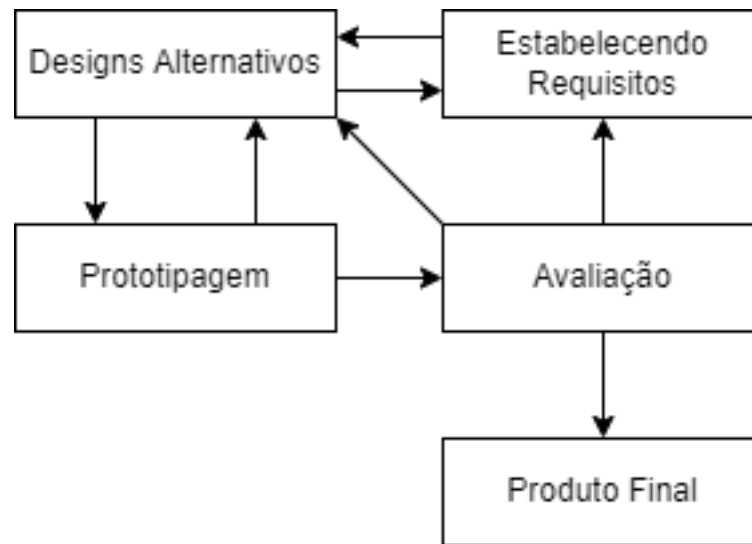 Designs Alternativos
Estabelecendo
Requisitos
Prototipagem
Avaliação
Produto Final